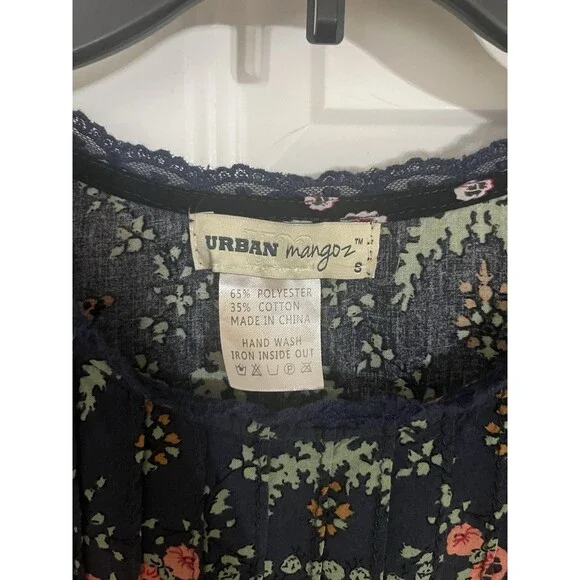 URBAN mangoz™
S
65% POLYESTER
35% COTTON
MADE IN CHINA
HAND WASH
IRON INSIDE OUT